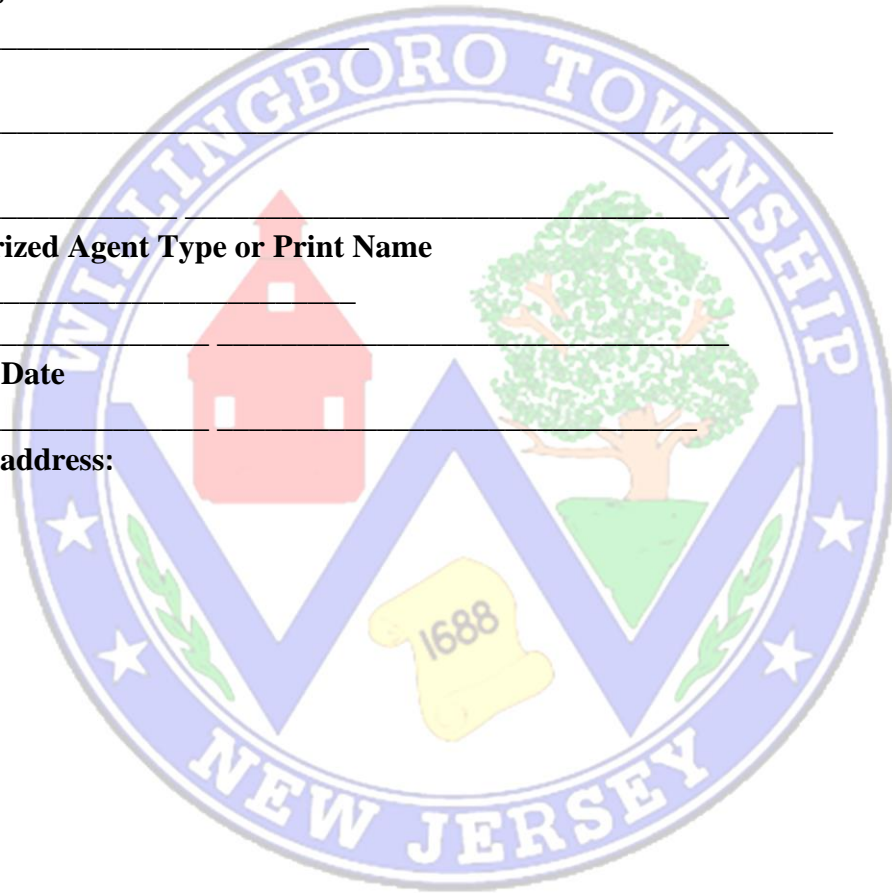 WILLINGBORO TOWNSHIP
rized Agent Type or Print Name
Date
address:
1688
NEW JERSEY